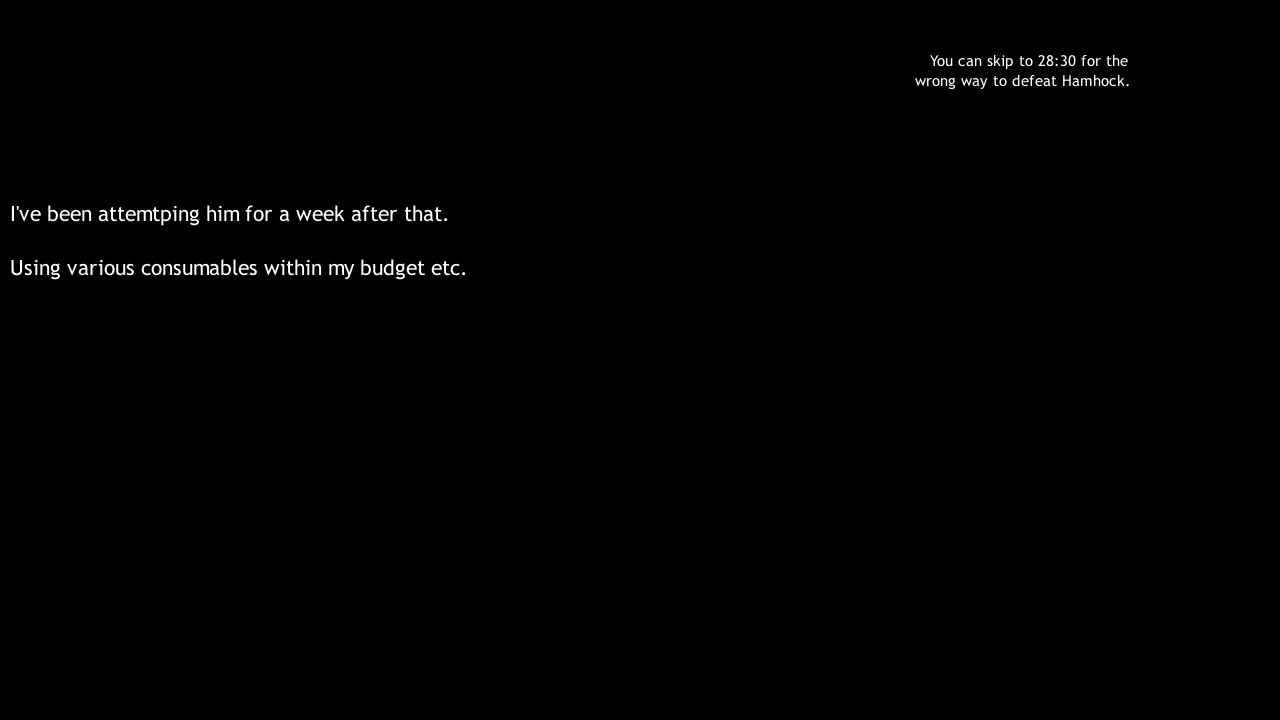 You can skip to 28:30 for the
wrong way to defeat Hamhock.
I've been attemtping him for a week after that.
Using various consumables within my budget etc.